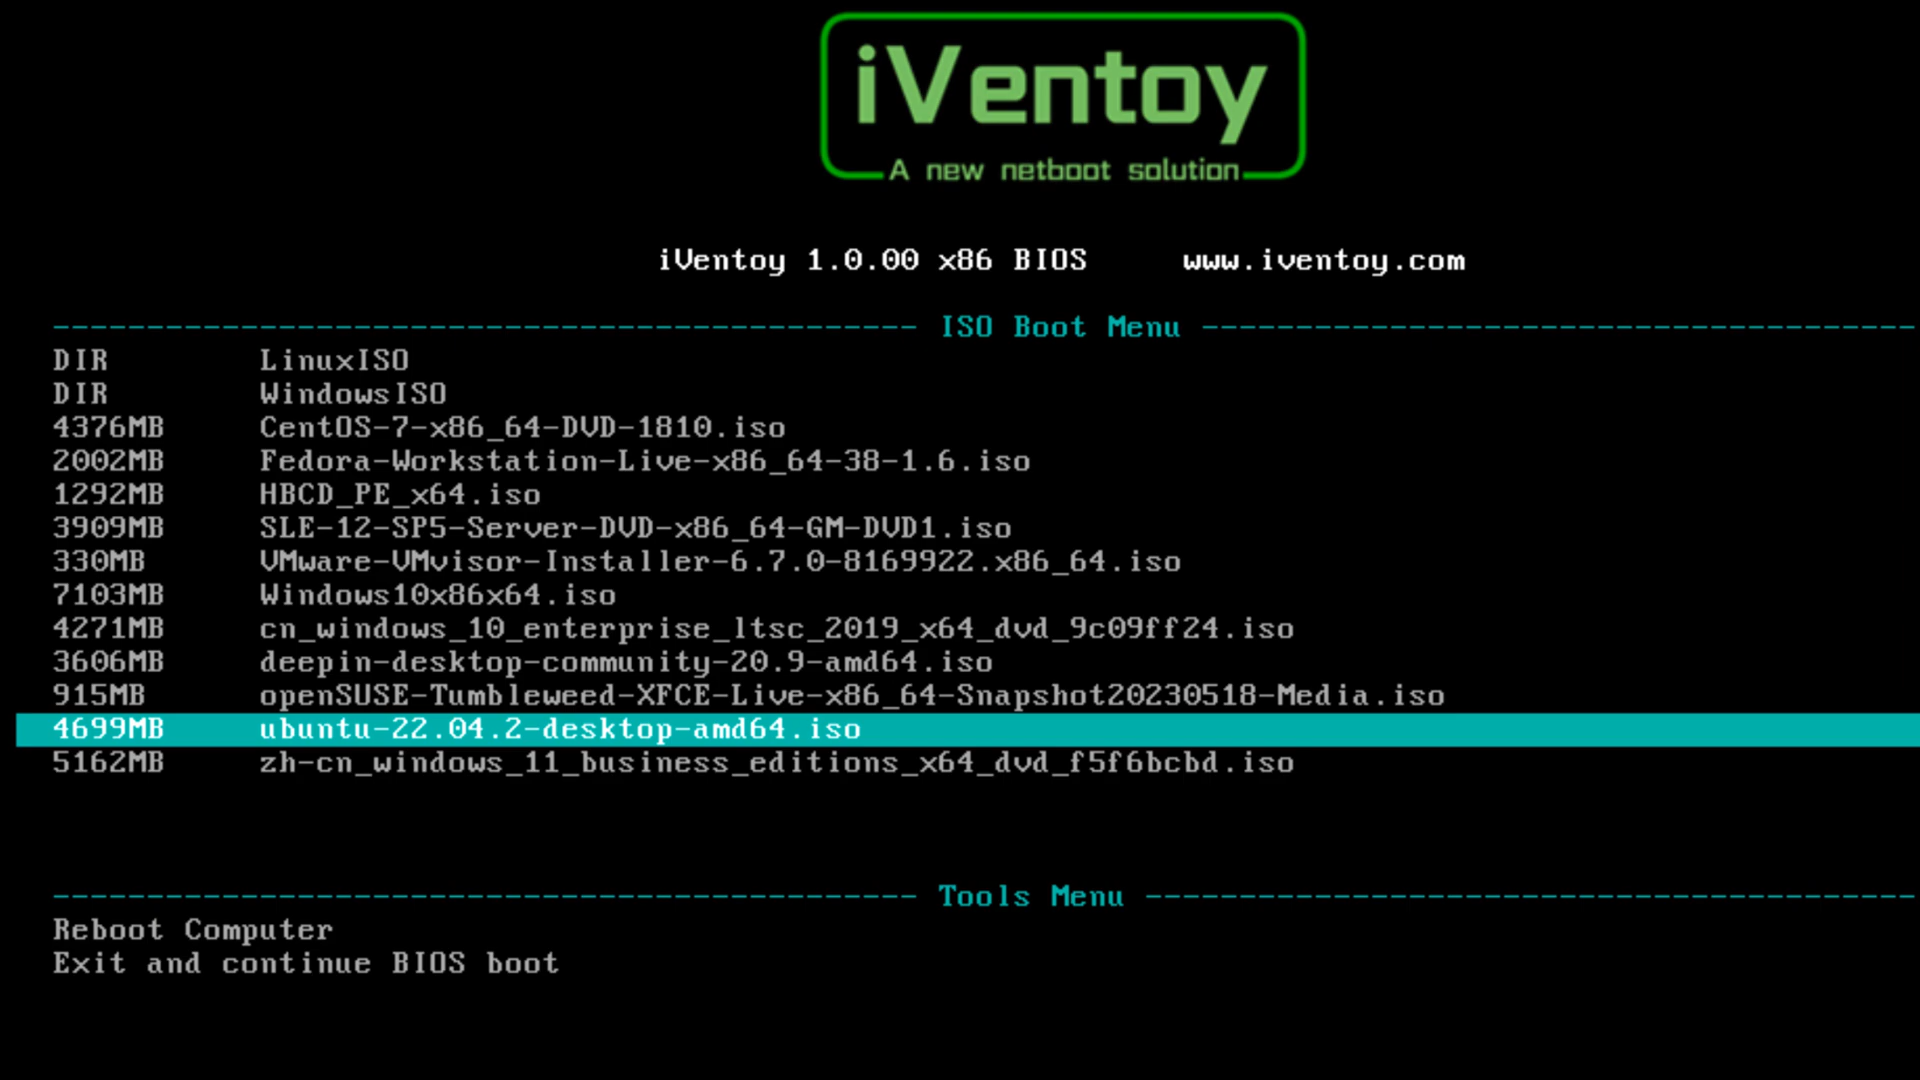 iVentoy
A new netboot solution
iVentoy 1.0.00 x86 BIOS www.iventoy.com
ISO Boot Menu
DIR LinuxISO
DIR WindowsISO
4376MB CentOS-7-x86_64-DVD-1810.iso
2002MB Fedora-Workstation-Live-x86_64-38-1.6.iso
1292MB HBCD_PE_x64.iso
3909MB SLE-12-SP5-Server-DVD-x86_64-GM-DVD1.iso
330MB VMware-VMvisor-Installer-6.7.0-8169922.x86_64.iso
7103MB Windows10x86x64.iso
4271MB cn_windows_10_enterprise_ltsc_2019_x64_dvd_9c09ff24.iso
3606MB deepin-desktop-community-20.9-amd64.iso
915MB openSUSE-Tumbleweed-XFCE-Live-x86_64-Snapshot20230518-Media.iso
4699MB ubuntu-22.04.2-desktop-amd64.iso
5162MB zh-cn_windows_11_business_editions_x64_dvd_f5f6bcbd.iso
Tools Menu
Reboot Computer
Exit and continue BIOS boot